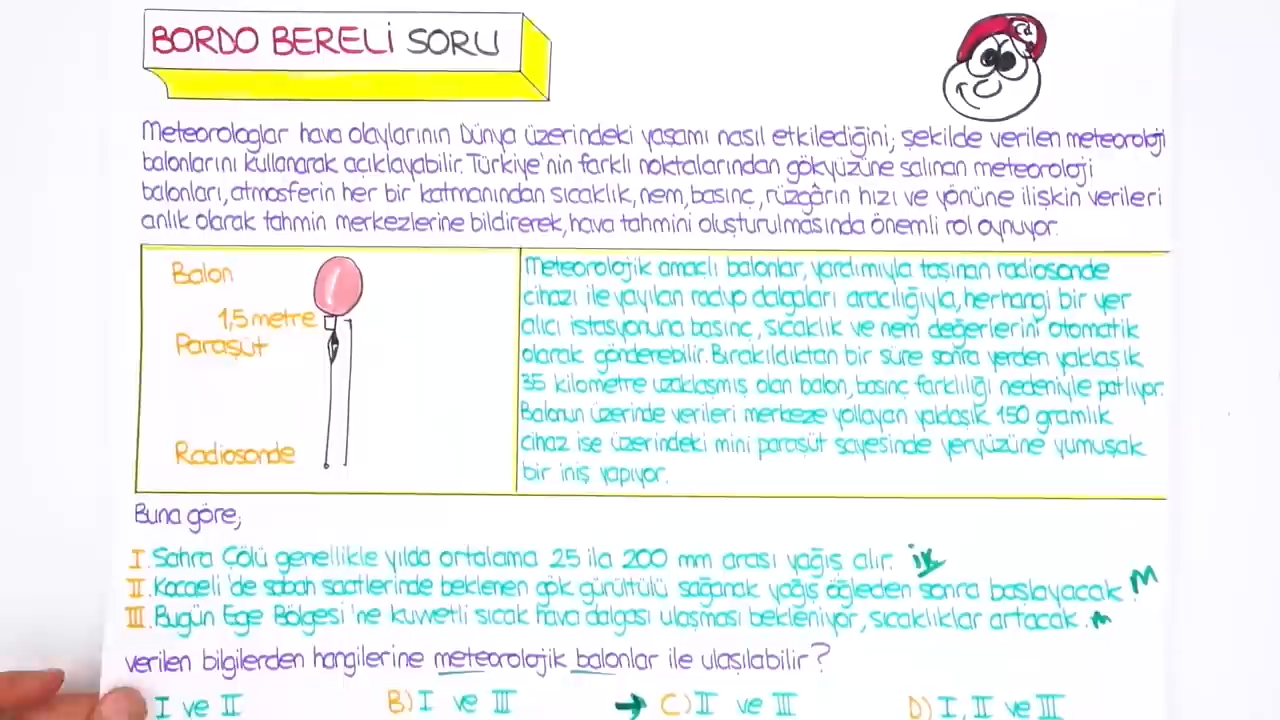 BORDO BERELİ SORU
Meteorologlar hava olaylarının Dünya üzerindeki yaşamı nasıl etkilediğini; şekilde verilen meteoroloji
balonlarını kullanarak açıklayabilir. Türkiye'nin farklı noktalarından gökyüzüne salınan meteoroloji
balonları, atmosferin her bir katmanından sıcaklık, nem, basınç, rüzgârın hızı ve yönüne ilişkin verileri
anlık olarak tahmin merkezlerine bildirerek, hava tahmini oluşturulmasında önemli rol oynuyor.
Balon
1,5 metre
Paraşüt
Radiosonde
Meteorolojik amaçlı balonlar, yardımıyla taşınan radiosonde
cihazı ile yayılan radyo dalgaları aracılığıyla, herhangi bir yer
alıcı istasyonuna basınç, sıcaklık ve nem değerlerini otomatik
olarak gönderebilir. Bırakıldıktan bir süre sonra yerden yaklaşık
35 kilometre uzaklaşmış olan balon, basınç farklılığı nedeniyle patlıyor.
Balonun üzerinde verileri merkeze yollayan yaklaşık 150 gramlık
cihaz ise üzerindeki mini paraşüt sayesinde yeryüzüne yumuşak
bir iniş yapıyor.
Buna göre;
I. Sahra Çölü genellikle yılda ortalama 25 ila 200 mm arası yağış alır. ik
II. Kocaeli'de sabah saatlerinde beklenen gök gürültülü sağanak yağış öğleden sonra başlayacak. M
III. Bugün Ege Bölgesi'ne kuvvetli sıcak hava dalgası ulaşması bekleniyor, sıcaklıklar artacak. m
verilen bilgilerden hangilerine meteorolojik balonlar ile ulaşılabilir?
I ve II B) I ve III → C) II ve III D) I, II ve III